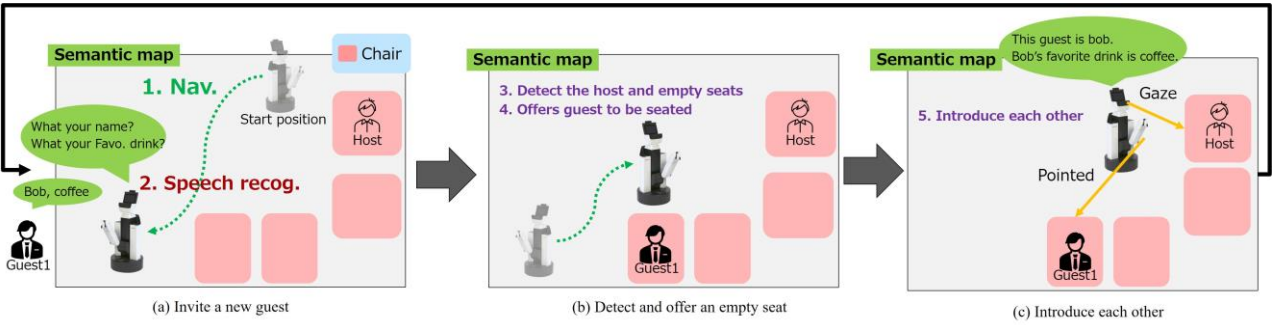 Semantic map
Chair
1. Nav.
Start position
Host
What your name?
What your Favo. drink?
2. Speech recog.
Bob, coffee
Guest1
(a) Invite a new guest
Semantic map
3. Detect the host and empty seats
4. Offers guest to be seated
Host
Guest1
(b) Detect and offer an empty seat
This guest is bob.
Bob's favorite drink is coffee.
Semantic map
Gaze
5. Introduce each other
Host
Pointed
Guest1
(c) Introduce each other